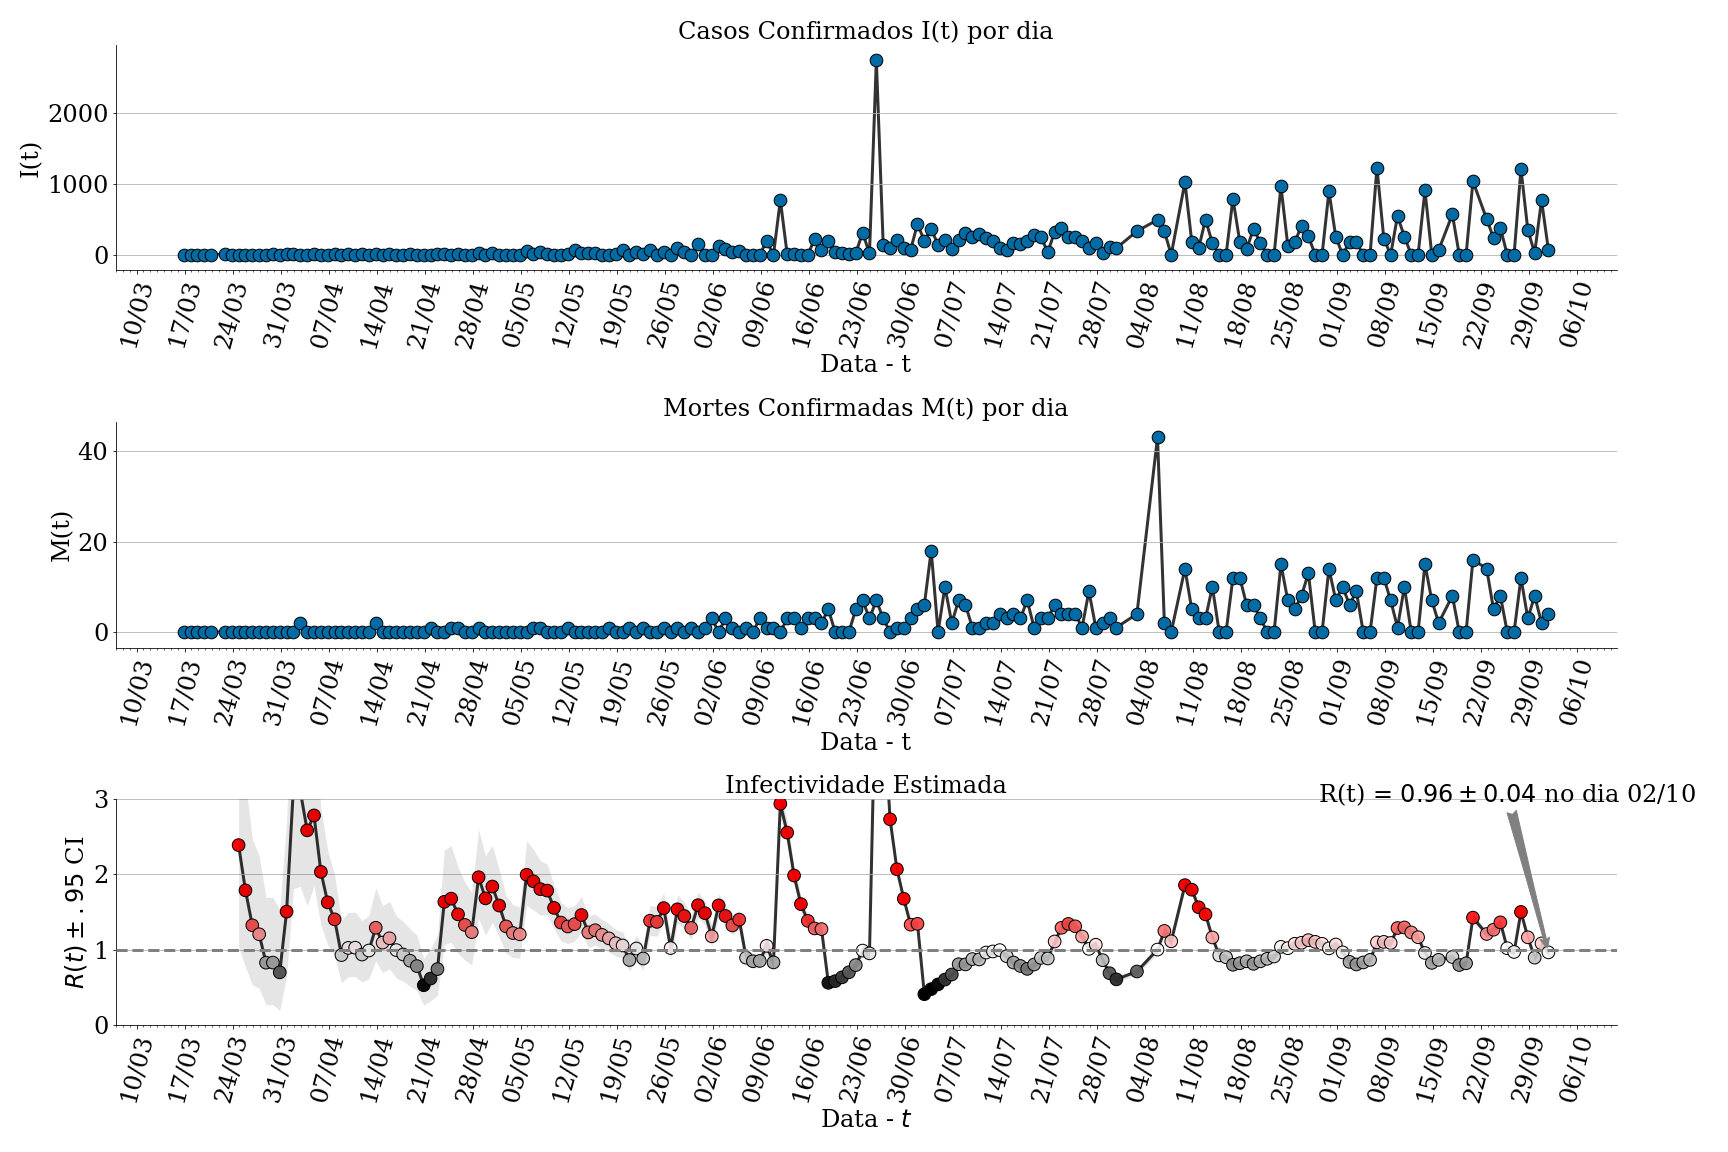 Casos Confirmados I(t) por dia
I(t)
2000
1000
0
10/03 17/03 24/03 31/03 07/04 14/04 21/04 28/04 05/05 12/05 19/05 26/05 02/06 09/06 16/06 23/06 30/06 07/07 14/07 21/07 28/07 04/08 11/08 18/08 25/08 01/09 08/09 15/09 22/09 29/09 06/10
Data - t
Mortes Confirmadas M(t) por dia
M(t)
40
20
0
10/03 17/03 24/03 31/03 07/04 14/04 21/04 28/04 05/05 12/05 19/05 26/05 02/06 09/06 16/06 23/06 30/06 07/07 14/07 21/07 28/07 04/08 11/08 18/08 25/08 01/09 08/09 15/09 22/09 29/09 06/10
Data - t
Infectividade Estimada
R(t) = 0.96 ± 0.04 no dia 02/10
R(t) ± .95 CI
3
2
1
0
10/03 17/03 24/03 31/03 07/04 14/04 21/04 28/04 05/05 12/05 19/05 26/05 02/06 09/06 16/06 23/06 30/06 07/07 14/07 21/07 28/07 04/08 11/08 18/08 25/08 01/09 08/09 15/09 22/09 29/09 06/10
Data - t